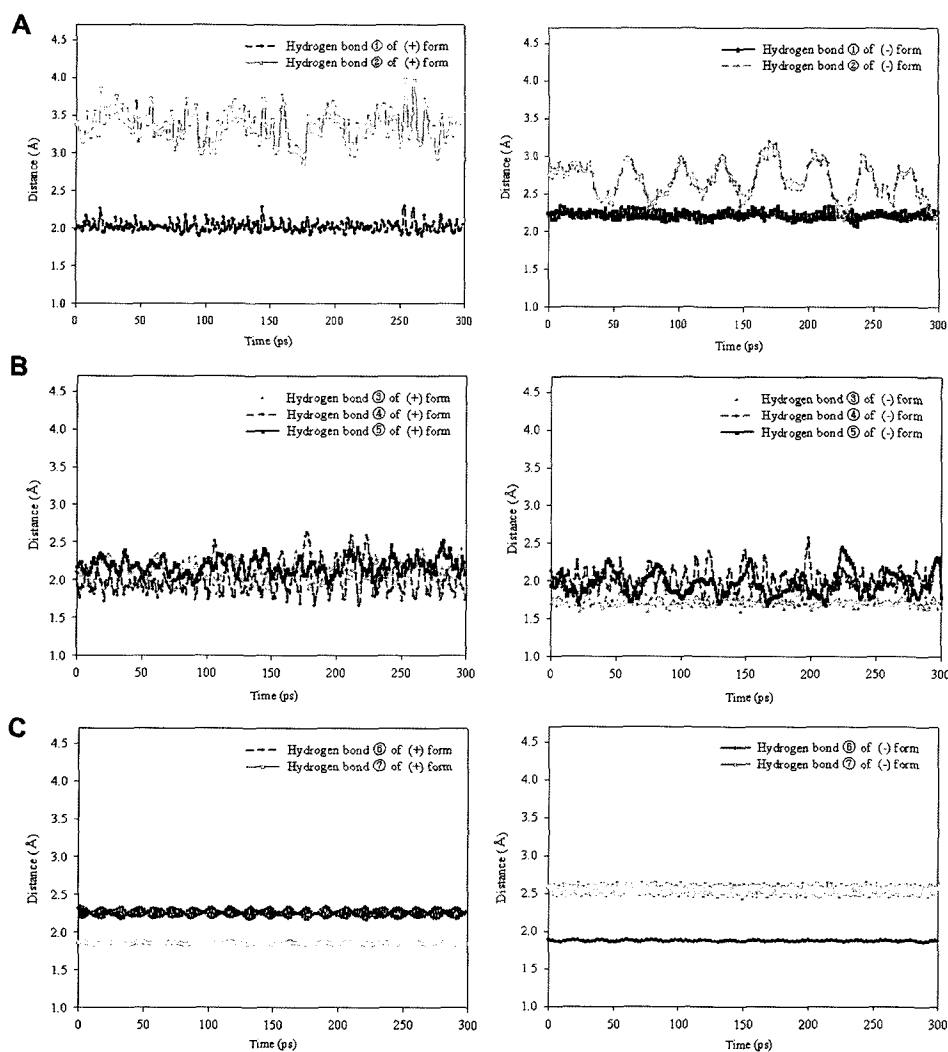 A
Hydrogen bond ① of (+) form
Hydrogen bond ② of (+) form
Distance (Å)
4.5
4.0
3.5
3.0
2.5
2.0
1.5
1.0
0 50 100 150 200 250 300
Time (ps)
Hydrogen bond ① of (-) form
Hydrogen bond ② of (-) form
Distance (Å)
4.5
4.0
3.5
3.0
2.5
2.0
1.5
1.0
0 50 100 150 200 250 300
Time (ps)
B
Hydrogen bond ③ of (+) form
Hydrogen bond ④ of (+) form
Hydrogen bond ⑤ of (+) form
Distance (Å)
4.5
4.0
3.5
3.0
2.5
2.0
1.5
1.0
0 50 100 150 200 250 300
Time (ps)
Hydrogen bond ③ of (-) form
Hydrogen bond ④ of (-) form
Hydrogen bond ⑤ of (-) form
Distance (Å)
4.5
4.0
3.5
3.0
2.5
2.0
1.5
1.0
0 50 100 150 200 250 300
Time (ps)
C
Hydrogen bond ⑥ of (+) form
Hydrogen bond ⑦ of (+) form
Distance (Å)
4.5
4.0
3.5
3.0
2.5
2.0
1.5
1.0
0 50 100 150 200 250 300
Time (ps)
Hydrogen bond ⑥ of (-) form
Hydrogen bond ⑦ of (-) form
Distance (Å)
4.5
4.0
3.5
3.0
2.5
2.0
1.5
1.0
0 50 100 150 200 250 300
Time (ps)